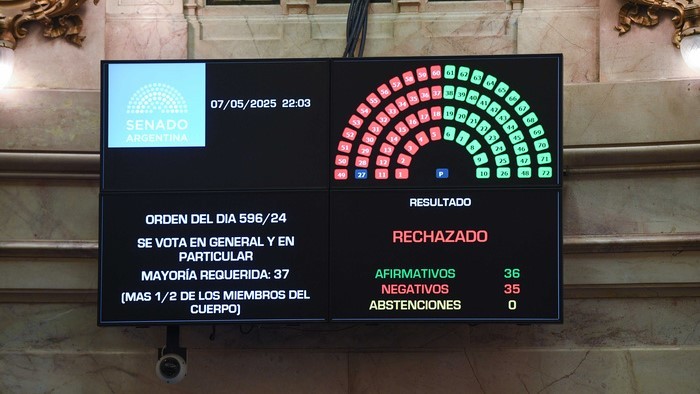 SENADO
ARGENTINA
07/05/2025 22:03
ORDEN DEL DIA 596/24
SE VOTA EN GENERAL Y EN
PARTICULAR
MAYORÍA REQUERIDA: 37
(MAS 1/2 DE LOS MIEMBROS DEL
CUERPO)
P
RESULTADO
RECHAZADO
AFIRMATIVOS 36
NEGATIVOS 35
ABSTENCIONES 0